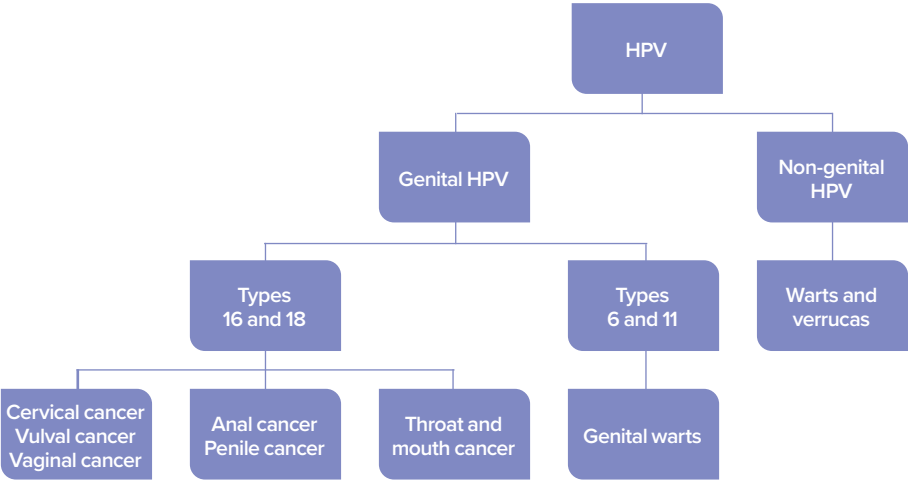 HPV
Genital HPV
Non-genital
HPV
Types
16 and 18
Types
6 and 11
Warts and
verrucas
Cervical cancer
Vulval cancer
Vaginal cancer
Anal cancer
Penile cancer
Throat and
mouth cancer
Genital warts